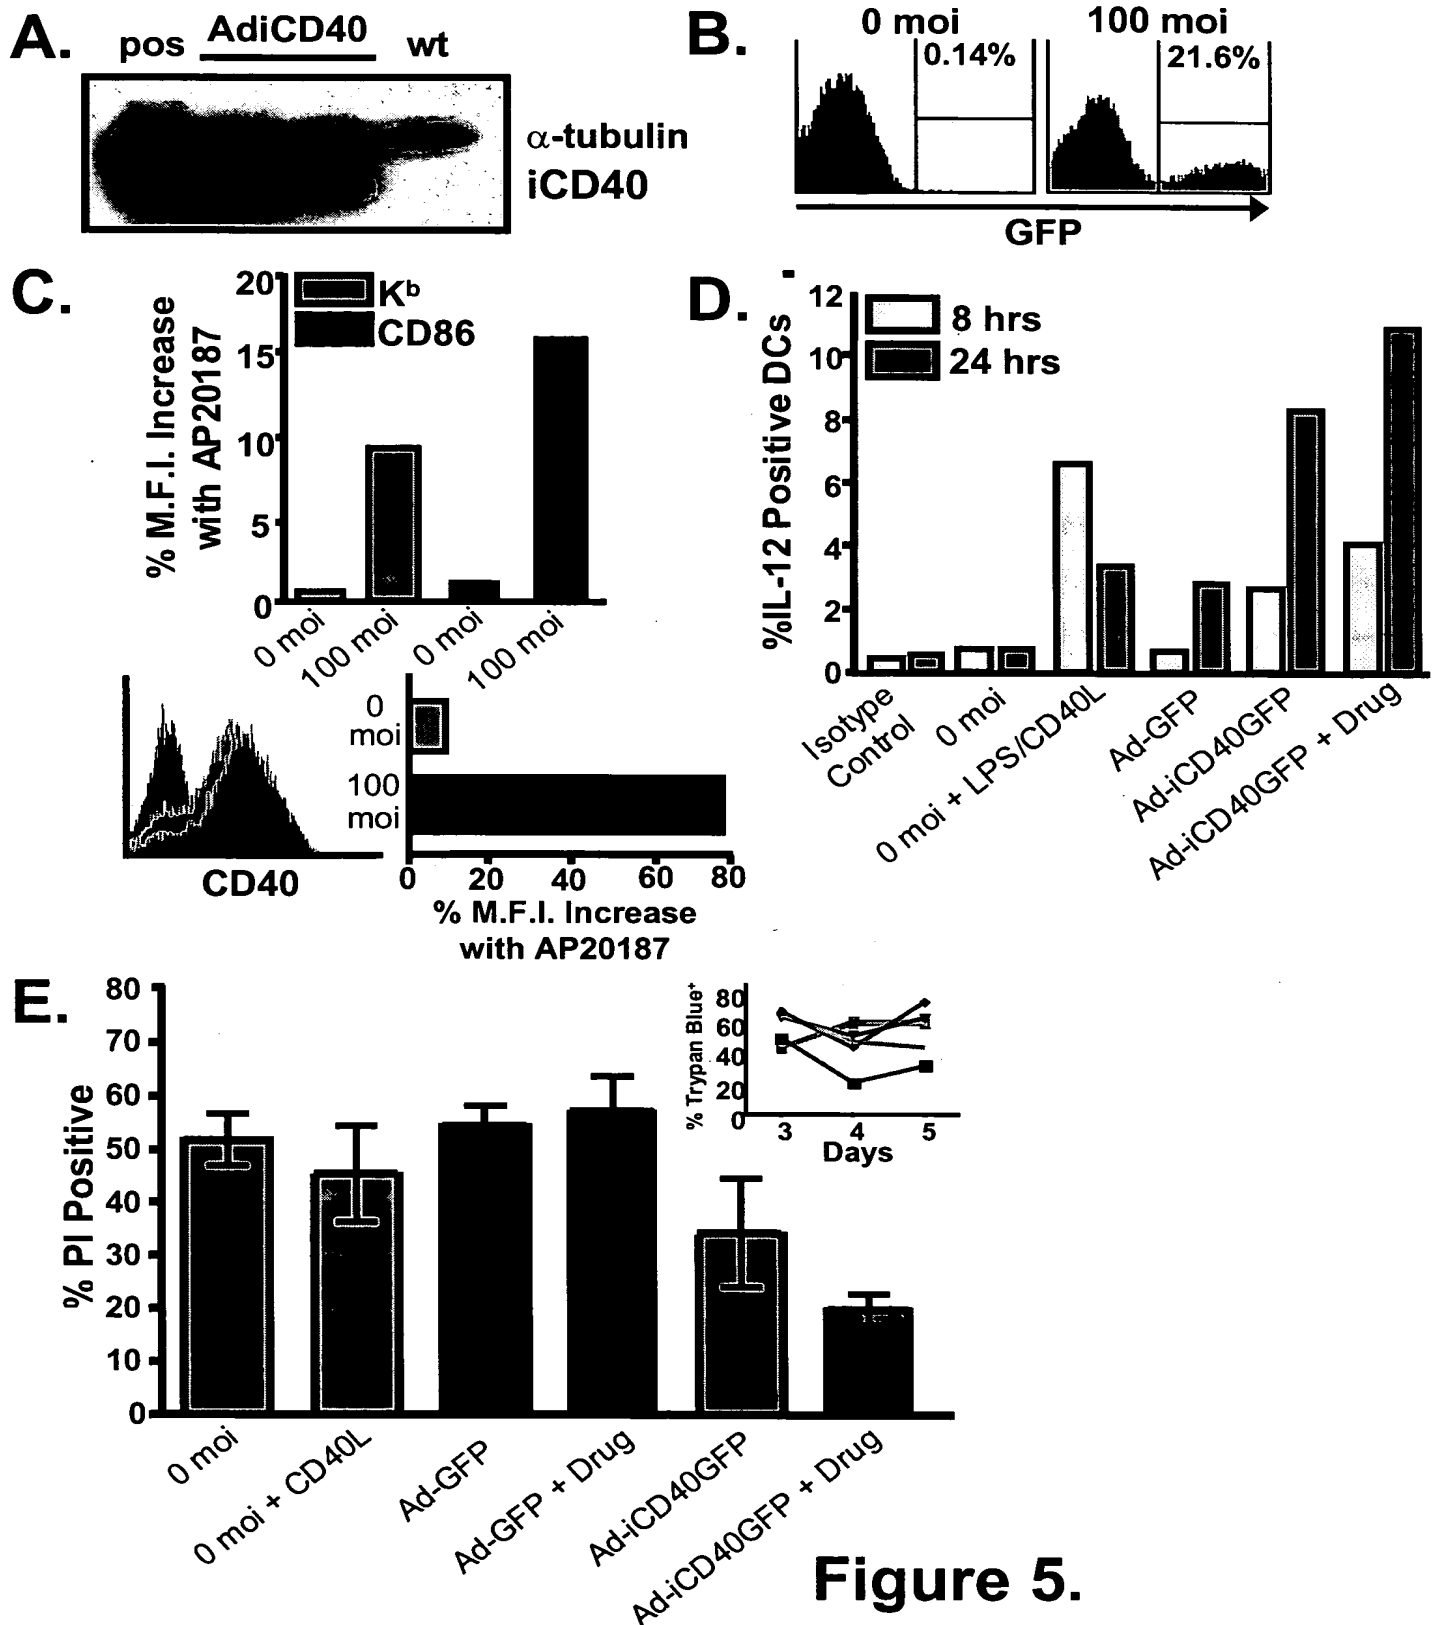 A.
pos
AdiCD40
wt
α-tubulin
iCD40
B.
0 moi
100 moi
0.14%
21.6%
GFP
C.
% M.F.I. Increase
with AP20187
20
15
10
5
0
Kᵇ
CD86
0 moi
100 moi
0 moi
100 moi
CD40
0
moi
100
moi
0
20
40
60
80
% M.F.I. Increase
with AP20187
D.
%IL-12 Positive DCs
12
10
8
6
4
2
0
8 hrs
24 hrs
Isotype
Control
0 moi
0 moi + LPS/CD40L
Ad-GFP
Ad-iCD40GFP
Ad-iCD40GFP + Drug
E.
% PI Positive
80
70
60
50
40
30
20
10
0
0 moi
0 moi + CD40L
Ad-GFP
Ad-GFP + Drug
Ad-iCD40GFP
Ad-iCD40GFP + Drug
% Trypan Blue⁺
80
60
40
20
0
3
4
5
Days
Figure 5.